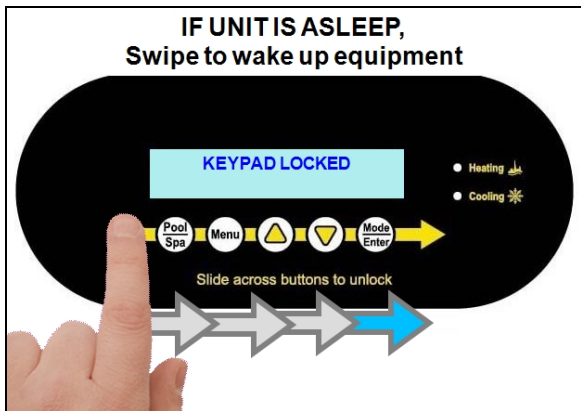 IF UNIT IS ASLEEP,
Swipe to wake up equipment
KEYPAD LOCKED
Heating
Cooling
Pool
Spa
Menu
Mode
Enter
Slide across buttons to unlock